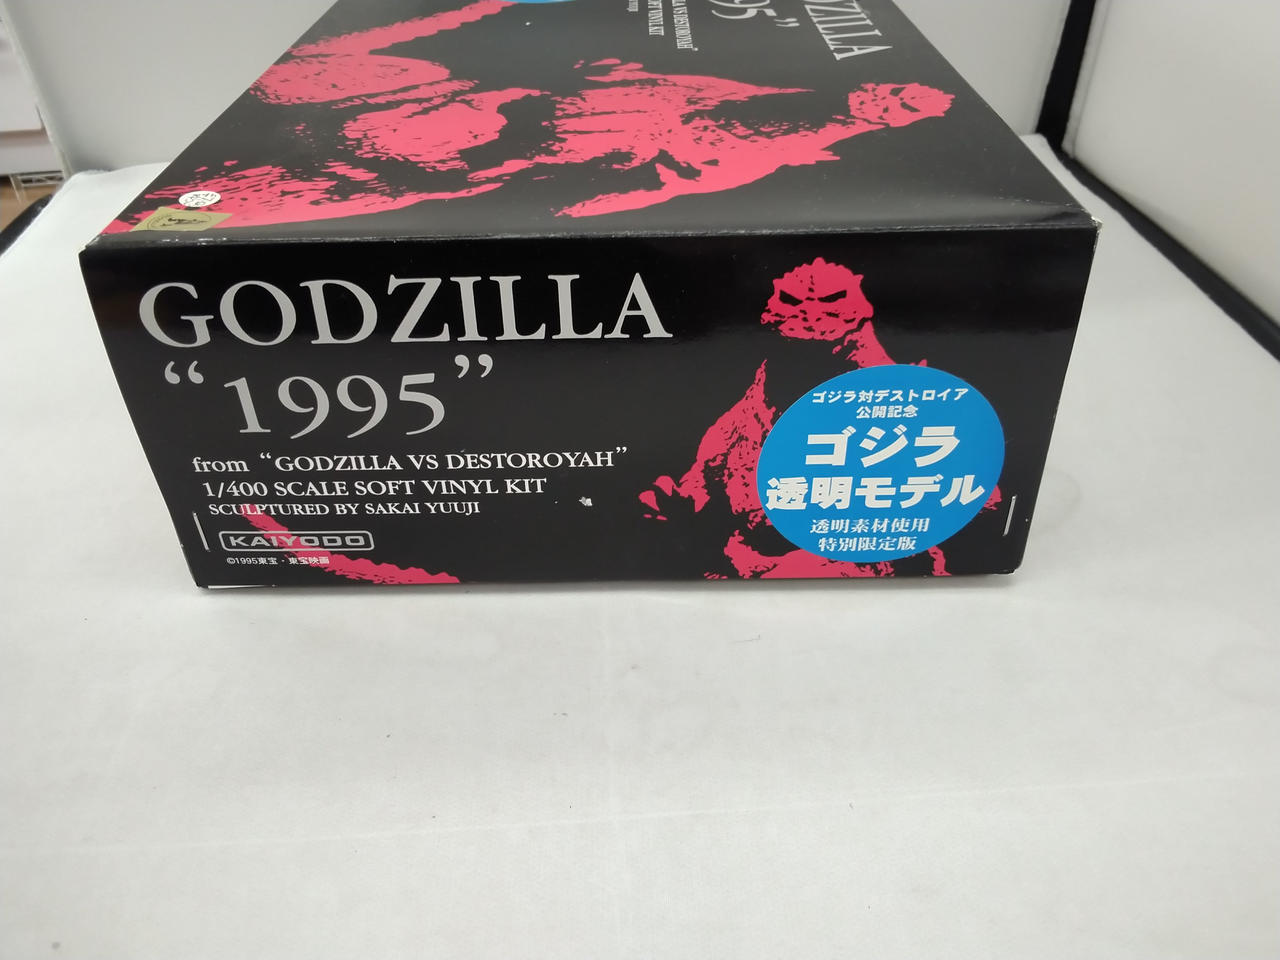 GODZILLA
"1995"
GODZILLA
“1995”
from “GODZILLA VS DESTOROYAH”
1/400 SCALE SOFT VINYL KIT
SCULPTURED BY SAKAI YUUJI
KAIYODO
©1995東宝・東宝映画
ゴジラ対デストロイア
公開記念
ゴジラ
透明モデル
透明素材使用
特別限定版